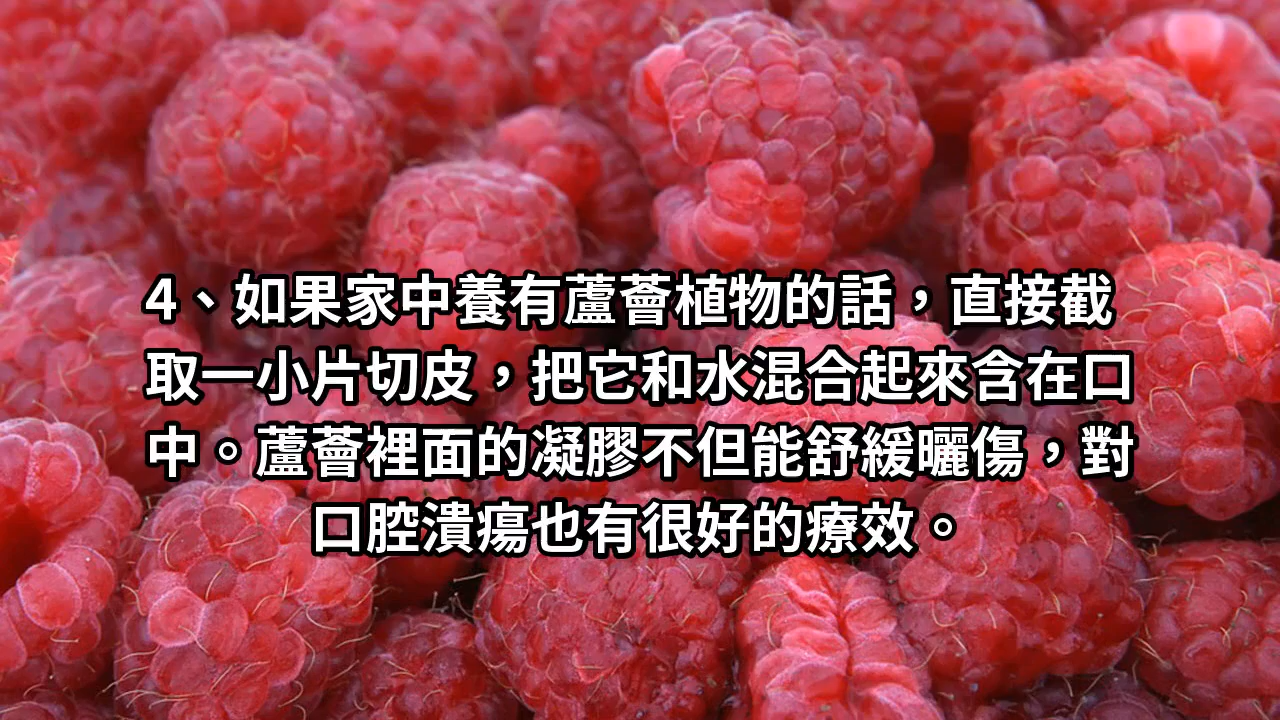 4、如果家中養有蘆薈植物的話，直接截
取一小片切皮，把它和水混合起來含在口
中。蘆薈裡面的凝膠不但能舒緩曬傷，對
口腔潰瘍也有很好的療效。